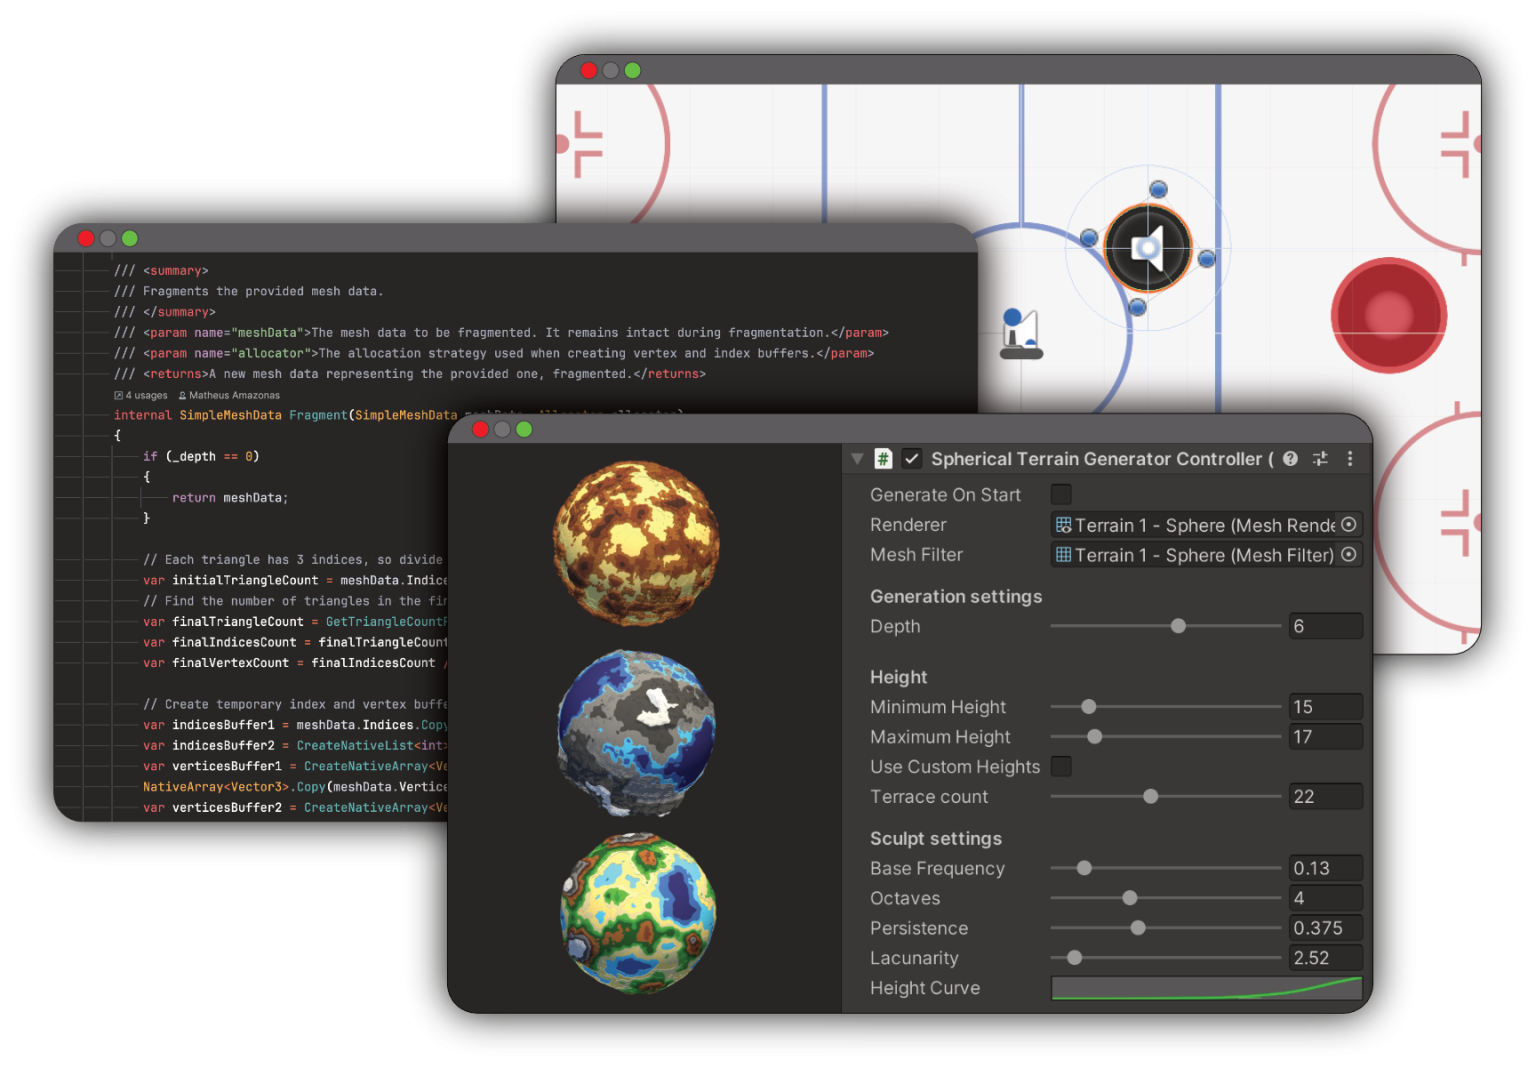 /// <summary>
/// Fragments the provided mesh data.
/// </summary>
/// <param name="meshData">The mesh data to be fragmented. It remains intact during fragmentation.</param>
/// <param name="allocator">The allocation strategy used when creating vertex and index buffers.</param>
/// <returns>A new mesh data representing the provided one, fragmented.</returns>
4 usages Matheus Amazonas
internal SimpleMeshData Fragment(SimpleMeshData
{
if (_depth == 0)
{
return meshData;
}
// Each triangle has 3 indices, so divide
var initialTriangleCount = meshData.Indice
// Find the number of triangles in the fin
var finalTriangleCount = GetTriangleCountF
var finalIndicesCount = finalTriangleCount
var finalVertexCount = finalIndicesCount /
// Create temporary index and vertex buffe
var indicesBuffer1 = meshData.Indices.Copy
var indicesBuffer2 = CreateNativeList<int>
var verticesBuffer1 = CreateNativeArray<Ve
NativeArray<Vector3>.Copy(meshData.Vertice
var verticesBuffer2 = CreateNativeArray<Ve
# Spherical Terrain Generator Controller (
Generate On Start
Renderer Terrain 1 - Sphere (Mesh Rende
Mesh Filter Terrain 1 - Sphere (Mesh Filter)
Generation settings
Depth 6
Height
Minimum Height 15
Maximum Height 17
Use Custom Heights
Terrace count 22
Sculpt settings
Base Frequency 0.13
Octaves 4
Persistence 0.375
Lacunarity 2.52
Height Curve